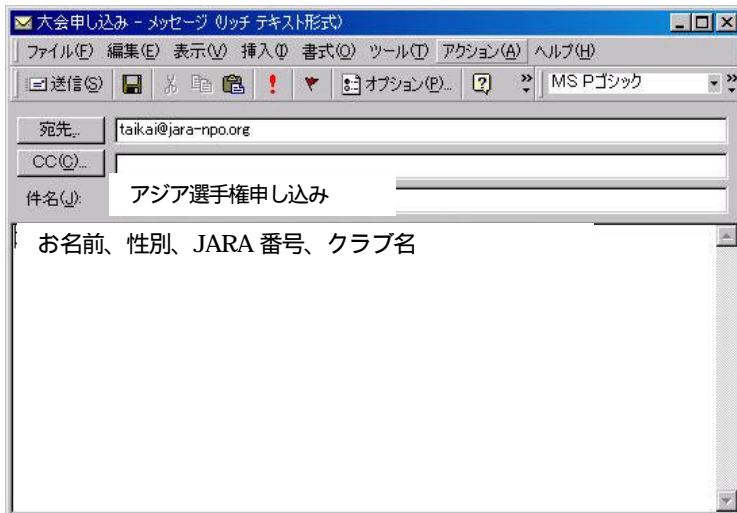 大会申し込み - メッセージ (リッチ テキスト形式)
ファイル(F) 編集(E) 表示(V) 挿入(I) 書式(O) ツール(T) アクション(A) ヘルプ(H)
送信(S) オプション(P)... MS Pゴシック
宛先... taikai@jara-npo.org
CC(C)...
件名(J): アジア選手権申し込み
お名前、性別、JARA 番号、クラブ名